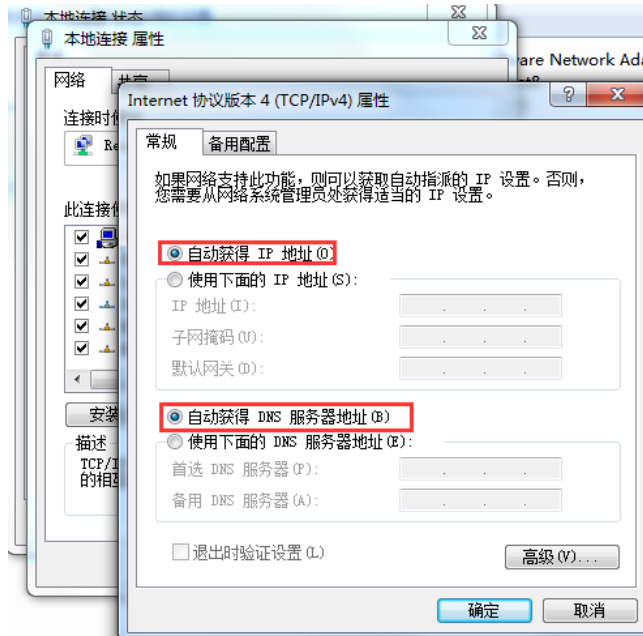 本地连接 状态
本地连接 属性
are Network Ada
网络
共享
Internet 协议版本 4 (TCP/IPv4) 属性
连接时
Re
常规
备用配置
如果网络支持此功能，则可以获取自动指派的 IP 设置。否则，
您需要从网络系统管理员处获得适当的 IP 设置。
此连接
自动获得 IP 地址(O)
使用下面的 IP 地址(S):
IP 地址(I):
子网掩码(U):
默认网关(D):
安装
自动获得 DNS 服务器地址(B)
描述
使用下面的 DNS 服务器地址(E):
TCP/I
首选 DNS 服务器(P):
的相互
备用 DNS 服务器(A):
退出时验证设置(L)
高级(V)...
确定
取消